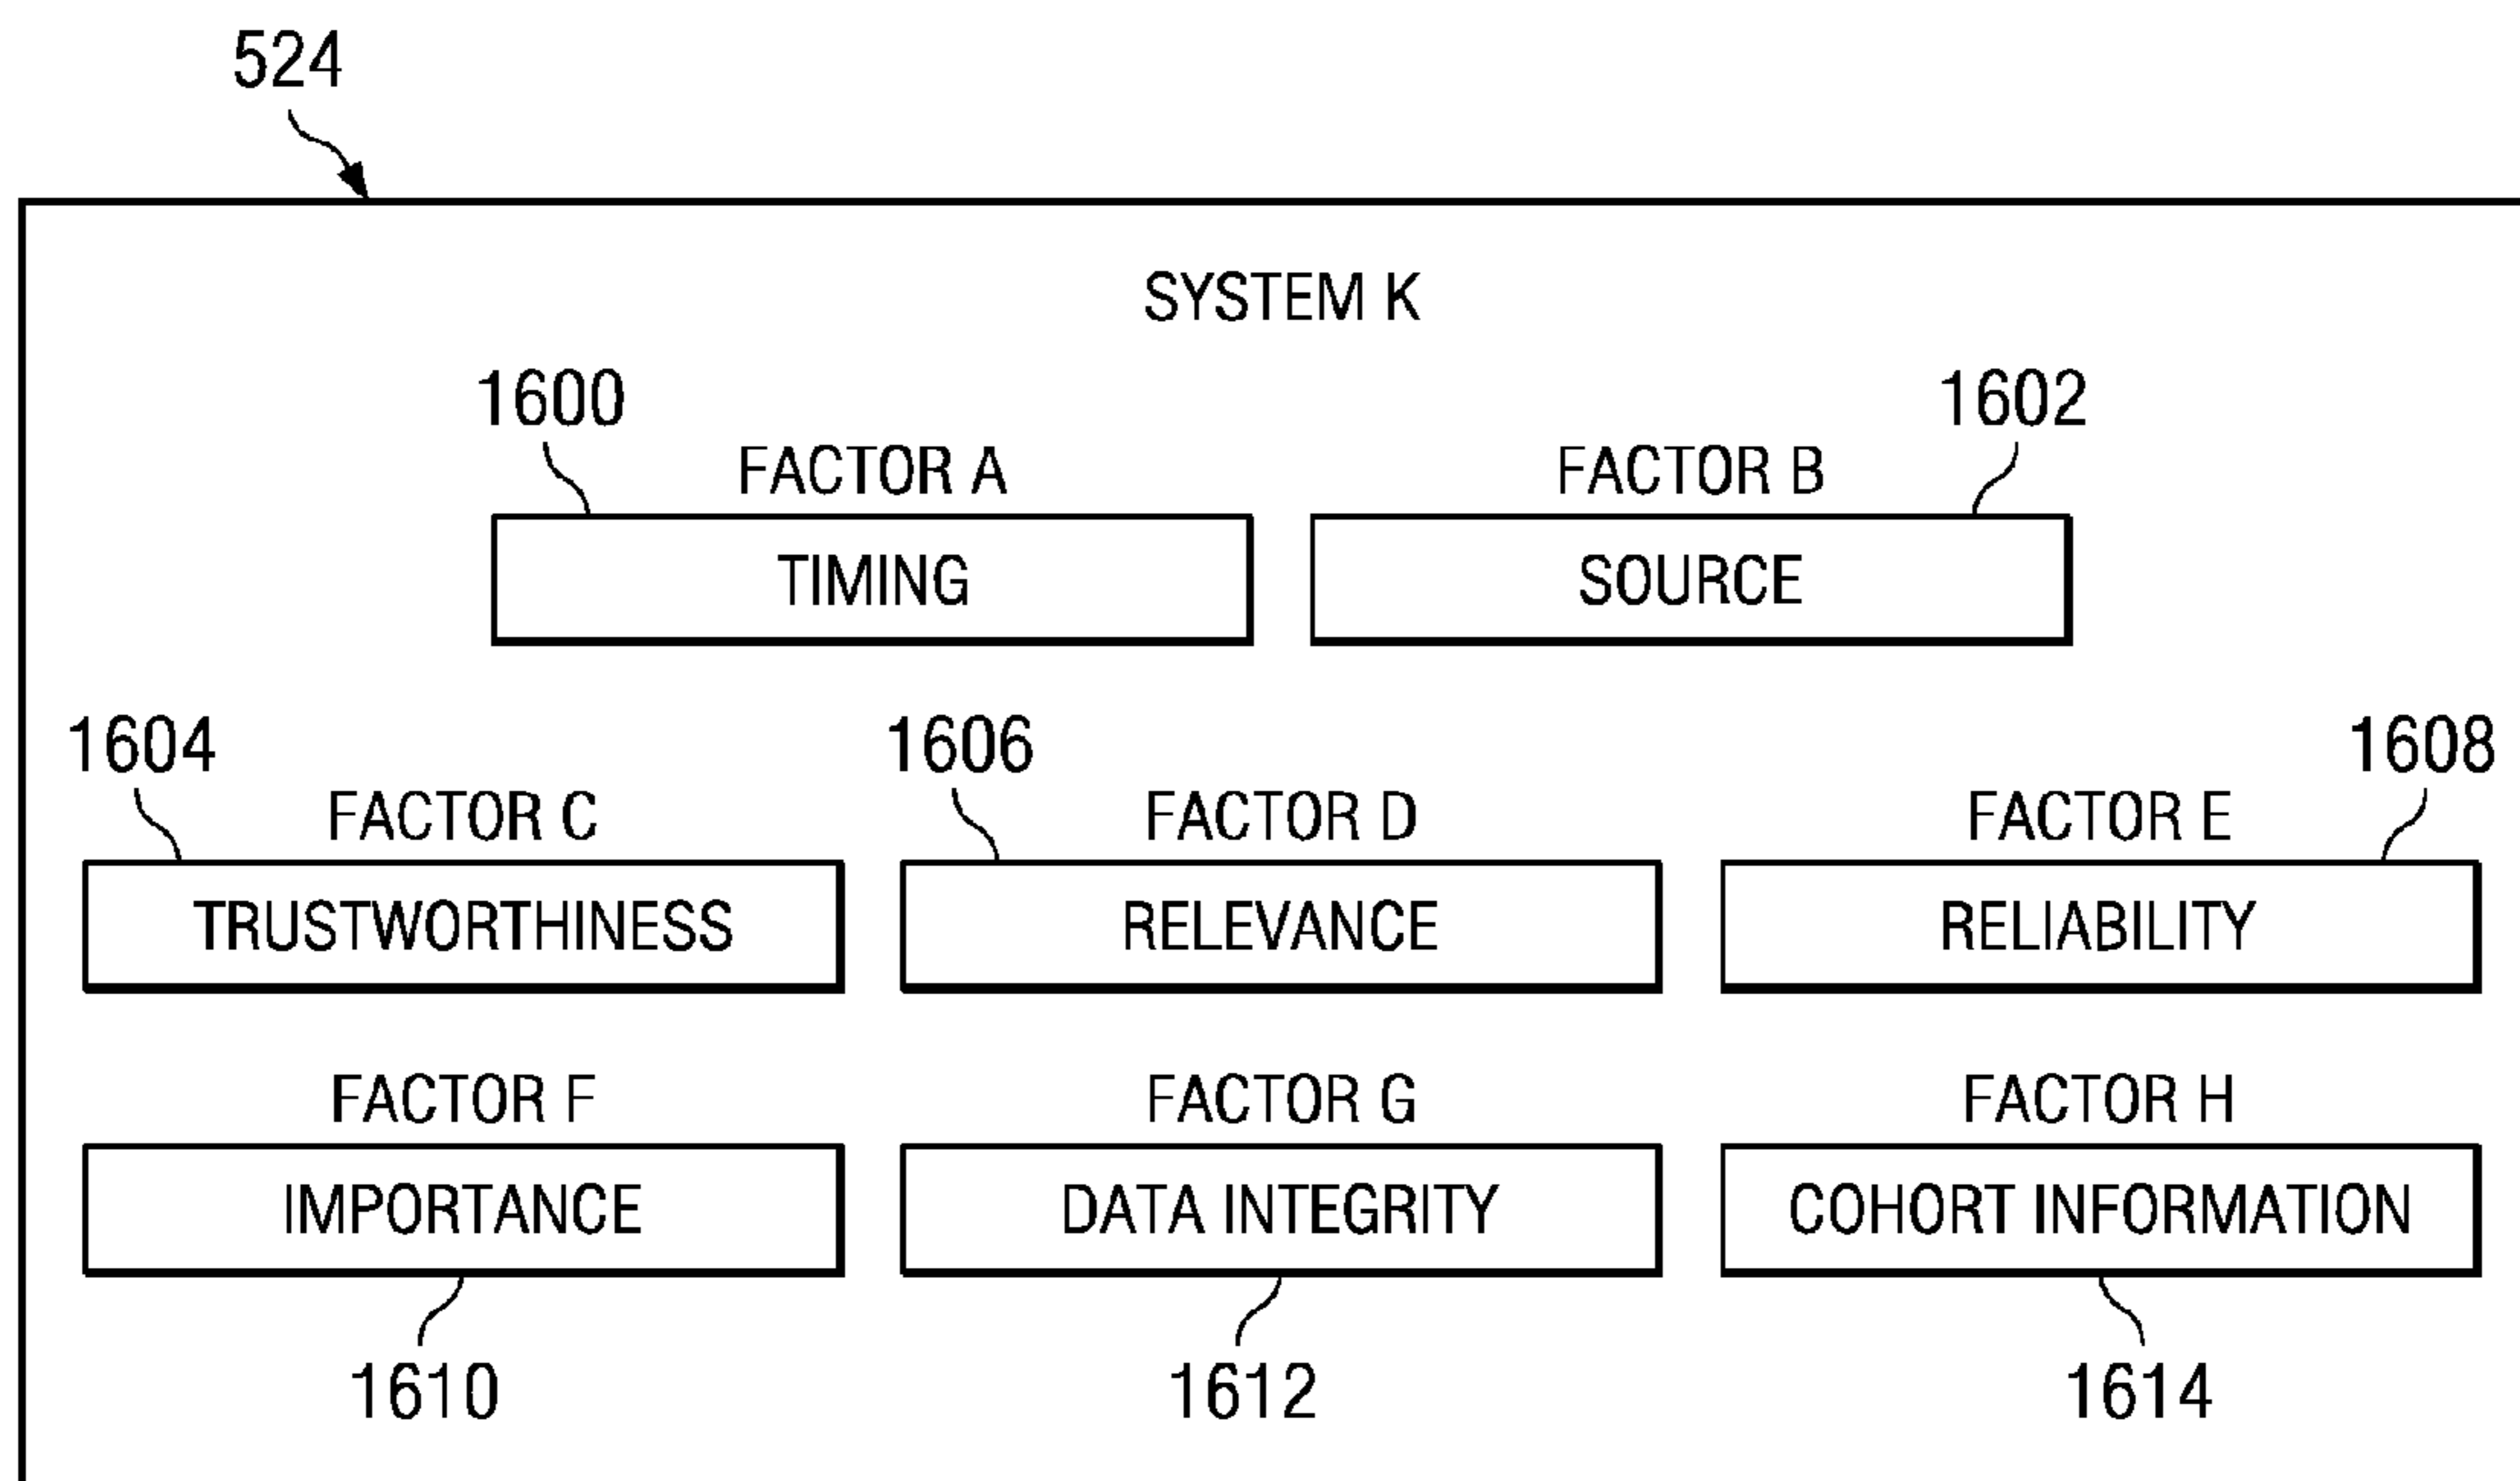 524
SYSTEM K
1600 1602
FACTOR A FACTOR B
TIMING SOURCE
1604 1606 1608
FACTOR C FACTOR D FACTOR E
TRUSTWORTHINESS RELEVANCE RELIABILITY
FACTOR F FACTOR G FACTOR H
IMPORTANCE DATA INTEGRITY COHORT INFORMATION
1610 1612 1614